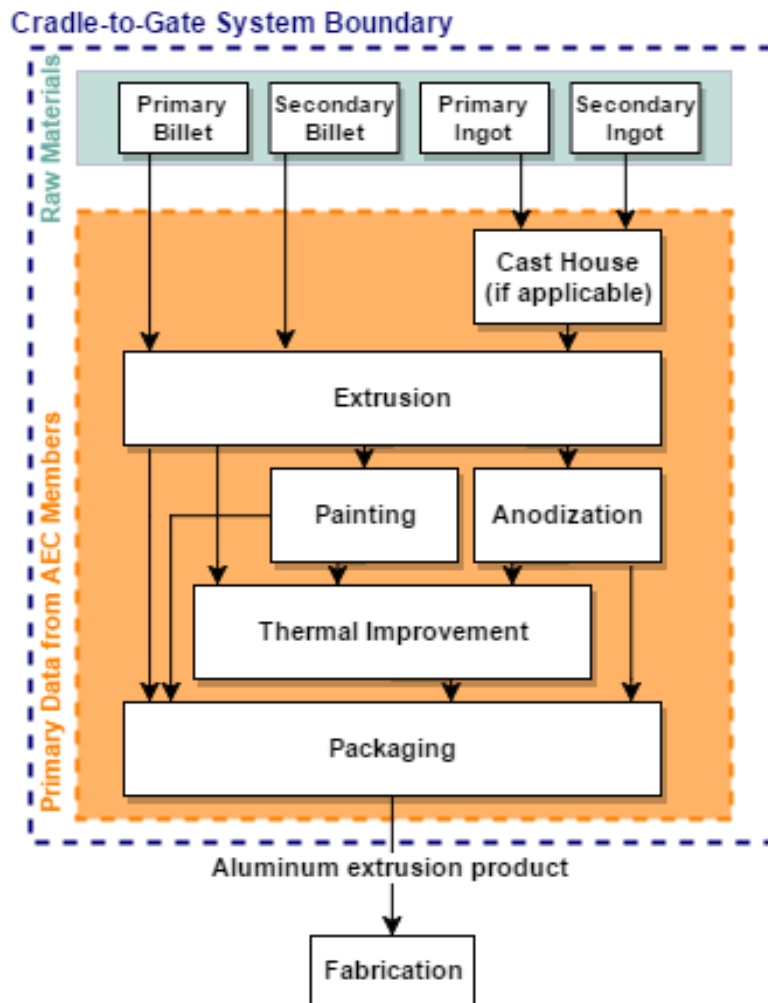 Cradle-to-Gate System Boundary
Raw Materials
Primary
Billet
Secondary
Billet
Primary
Ingot
Secondary
Ingot
Primary Data from AEC Members
Cast House
(if applicable)
Extrusion
Painting
Anodization
Thermal Improvement
Packaging
Aluminum extrusion product
Fabrication